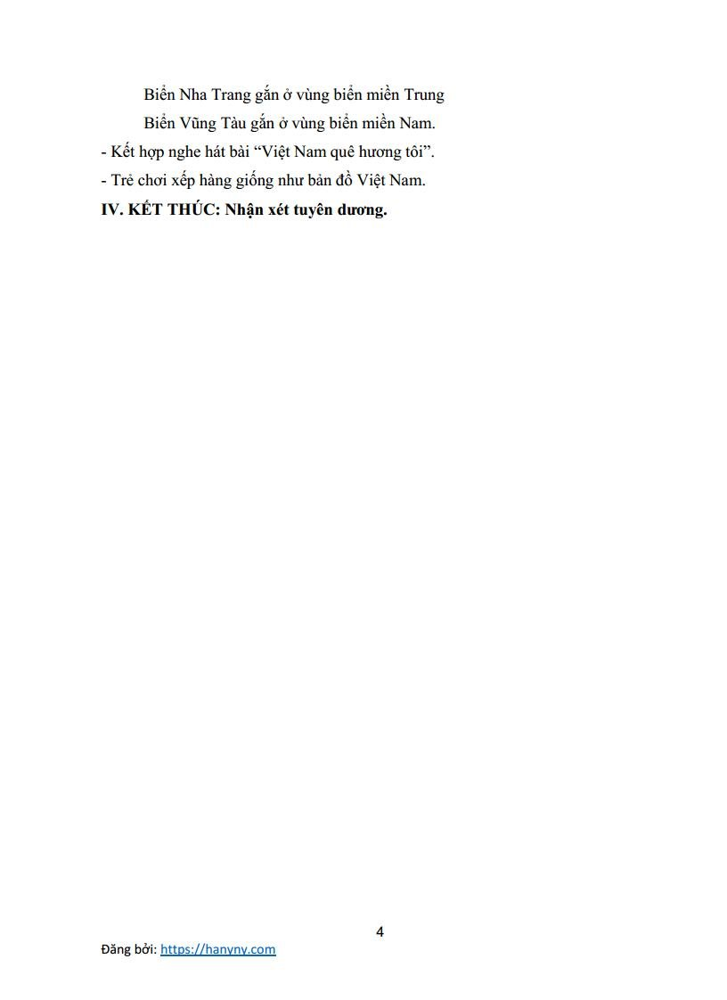 Biển Nha Trang gắn ở vùng biển miền Trung
Biển Vũng Tàu gắn ở vùng biển miền Nam.
- Kết hợp nghe hát bài “Việt Nam quê hương tôi”.
- Trẻ chơi xếp hàng giống như bản đồ Việt Nam.
IV. KẾT THÚC: Nhận xét tuyên dương.
4
Đăng bởi: https://hanyny.com